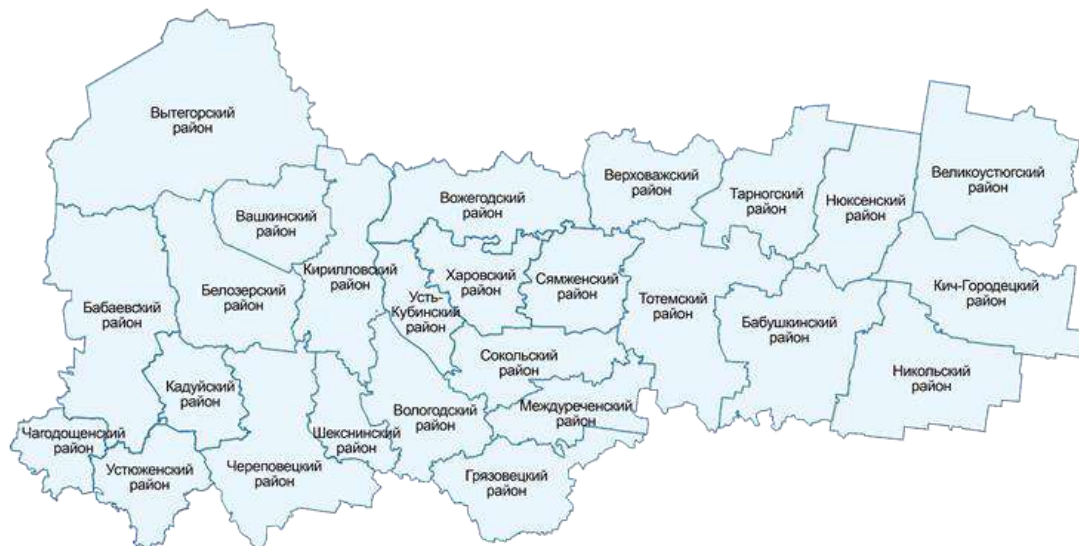 Вытегорский
район
Верховажский
район
Тарногский
район
Нюксенский
район
Великоустюгский
район
Вашкинский
район
Вожегодский
район
Бабаевский
район
Белозерский
район
Кирилловский
район
Усть-
Кубинский
район
Харовский
район
Сямженский
район
Тотемский
район
Бабушкинский
район
Кич-Городецкий
район
Никольский
район
Сокольский
район
Кадуйский
район
Междуреченский
район
Чагодощенский
район
Устюженский
район
Череповецкий
район
Шекснинский
район
Вологодский
район
Грязовецкий
район